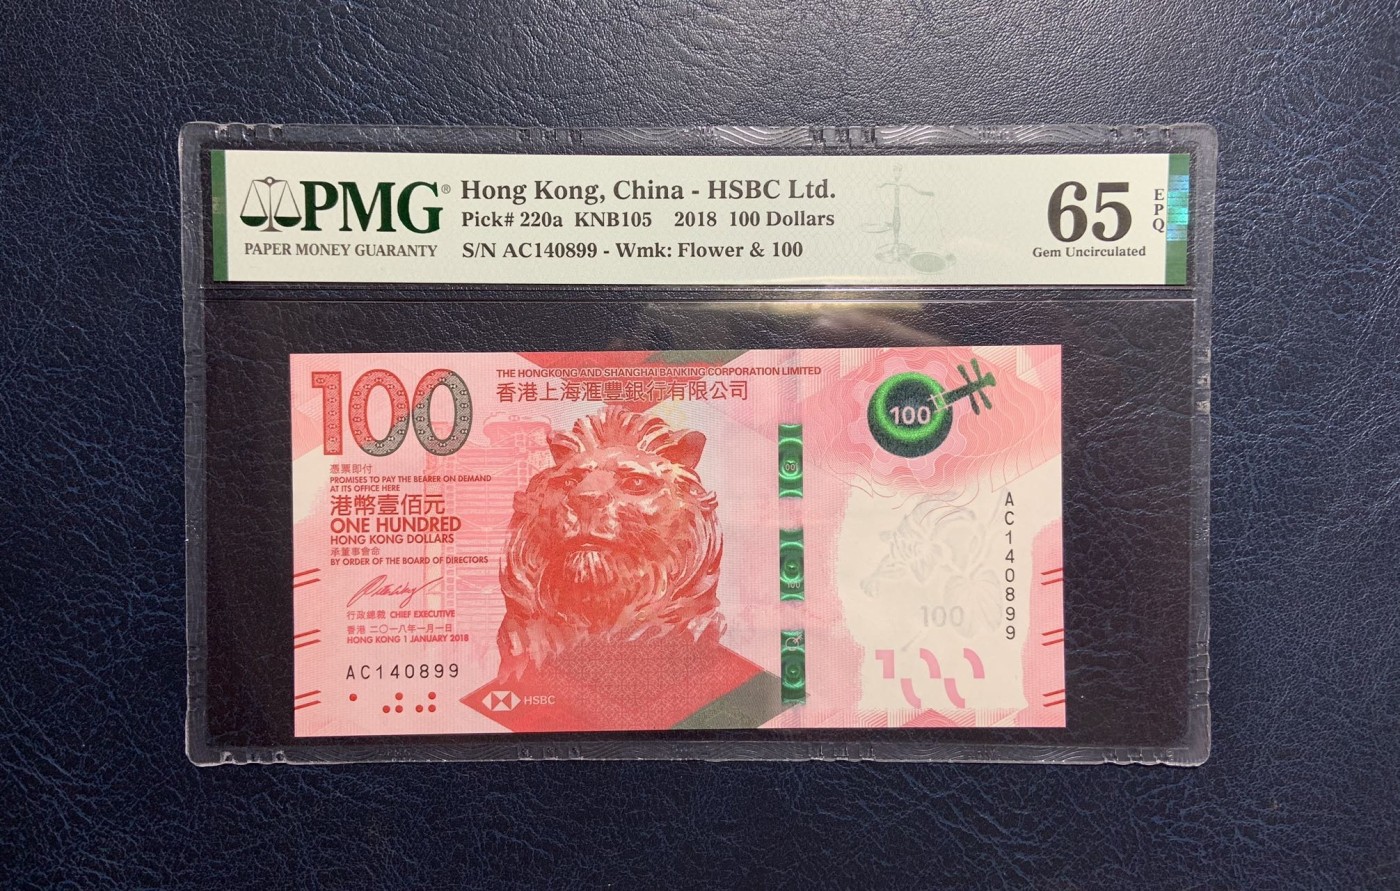 PMG® Hong Kong, China - HSBC Ltd.
Pick# 220a KNB105 2018 100 Dollars
PAPER MONEY GUARANTY S/N AC140899 - Wmk: Flower & 100
65
EPQ
Gem Uncirculated
100
THE HONGKONG AND SHANGHAI BANKING CORPORATION LIMITED
香港上海滙豐銀行有限公司
100
憑票即付
PROMISES TO PAY THE BEARER ON DEMAND
AT ITS OFFICE HERE
港幣壹佰元
ONE HUNDRED
HONG KONG DOLLARS
承董事會命
BY ORDER OF THE BOARD OF DIRECTORS
行政總裁 CHIEF EXECUTIVE
香港 二〇一八年一月一日
HONG KONG 1 JANUARY 2018
AC140899
HSBC
100
AC140899
100
100